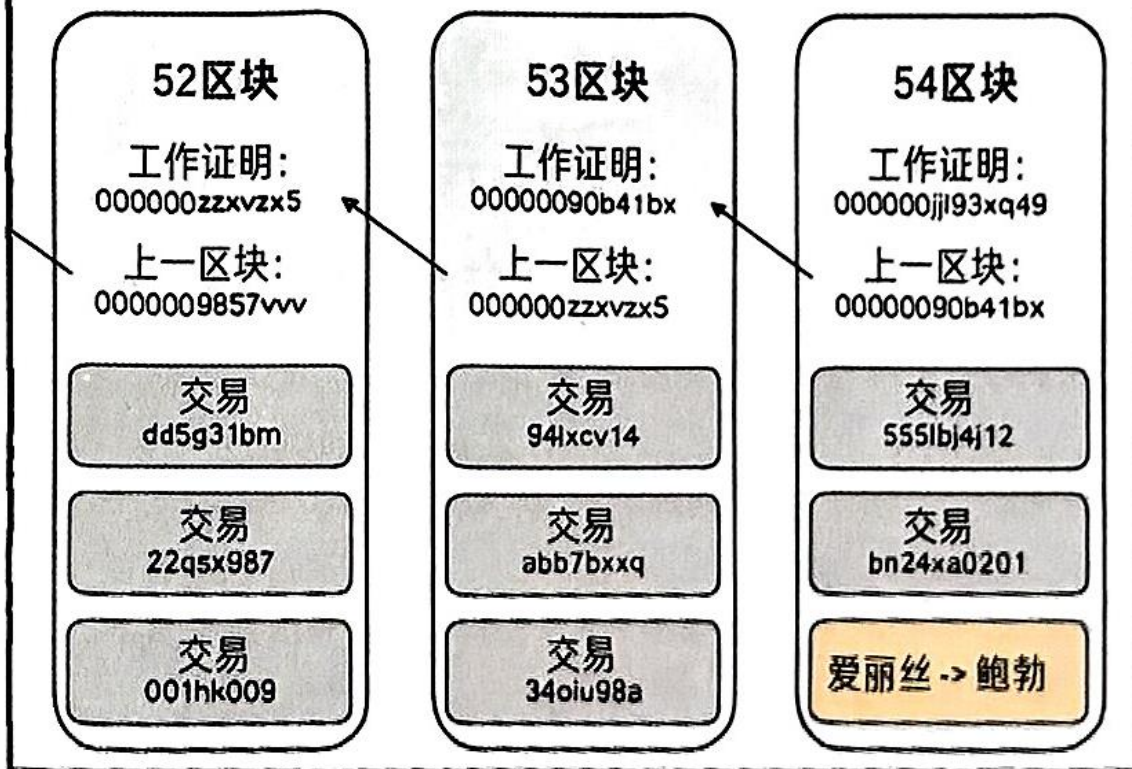 52区块
工作证明:
000000zzxvzx5
上一区块:
0000009857vvv
交易
dd5g31bm
交易
22qsx987
交易
001hk009
53区块
工作证明:
00000090b41bx
上一区块:
000000zzxvzx5
交易
94lxcv14
交易
abb7bxxq
交易
34oiu98a
54区块
工作证明:
000000jjl93xq49
上一区块:
00000090b41bx
交易
555lbj4j12
交易
bn24xa0201
爱丽丝 -> 鲍勃